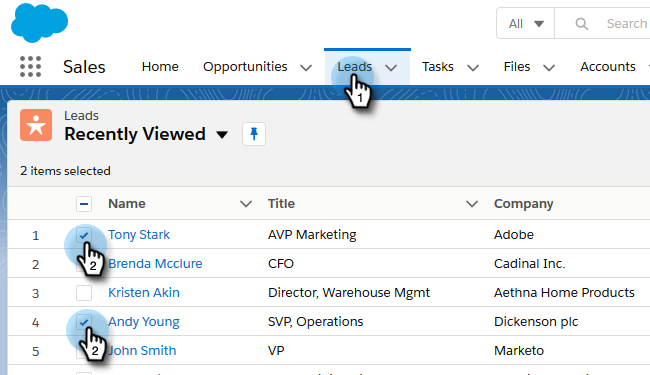 All Search
Sales Home Opportunities Leads Tasks Files Accounts
1
Leads
Recently Viewed
2 items selected
Name Title Company
1 Tony Stark AVP Marketing Adobe
2
2 Brenda Mcclure CFO Cadinal Inc.
3 Kristen Akin Director, Warehouse Mgmt Aethna Home Products
4 Andy Young SVP, Operations Dickenson plc
2
5 John Smith VP Marketo